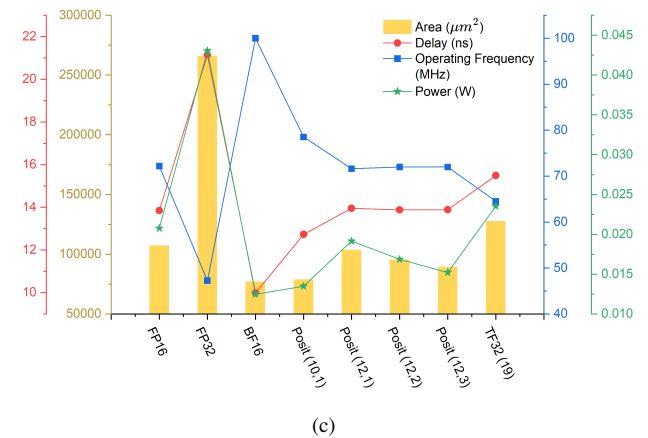 22
20
18
16
14
12
10
300000
250000
200000
150000
100000
50000
Area (μm²)
Delay (ns)
Operating Frequency
(MHz)
Power (W)
100
90
80
70
60
50
40
0.045
0.040
0.035
0.030
0.025
0.020
0.015
0.010
FP16
FP32
BF16
Posit (10,1)
Posit (12,1)
Posit (12,2)
Posit (12,3)
TF32 (19)
(c)